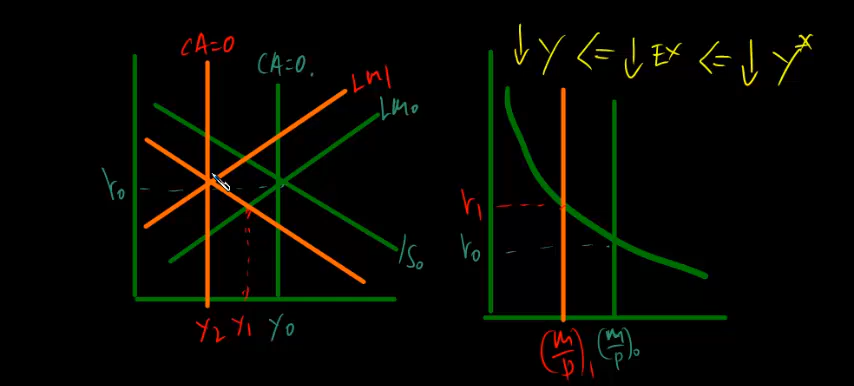 CA=0
CA=0.
LM1
LM0
r0
IS0
Y2 Y1 Y0
↓ Y <= ↓ EX <= ↓ Y*
r1
r0
(m/p)1 (m/p)0